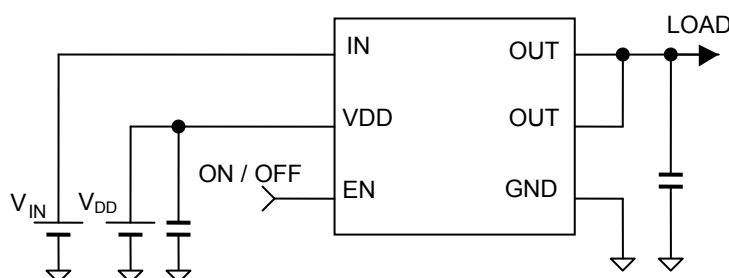 LOAD
IN
OUT
VDD
OUT
ON / OFF
EN
GND
VIN
VDD